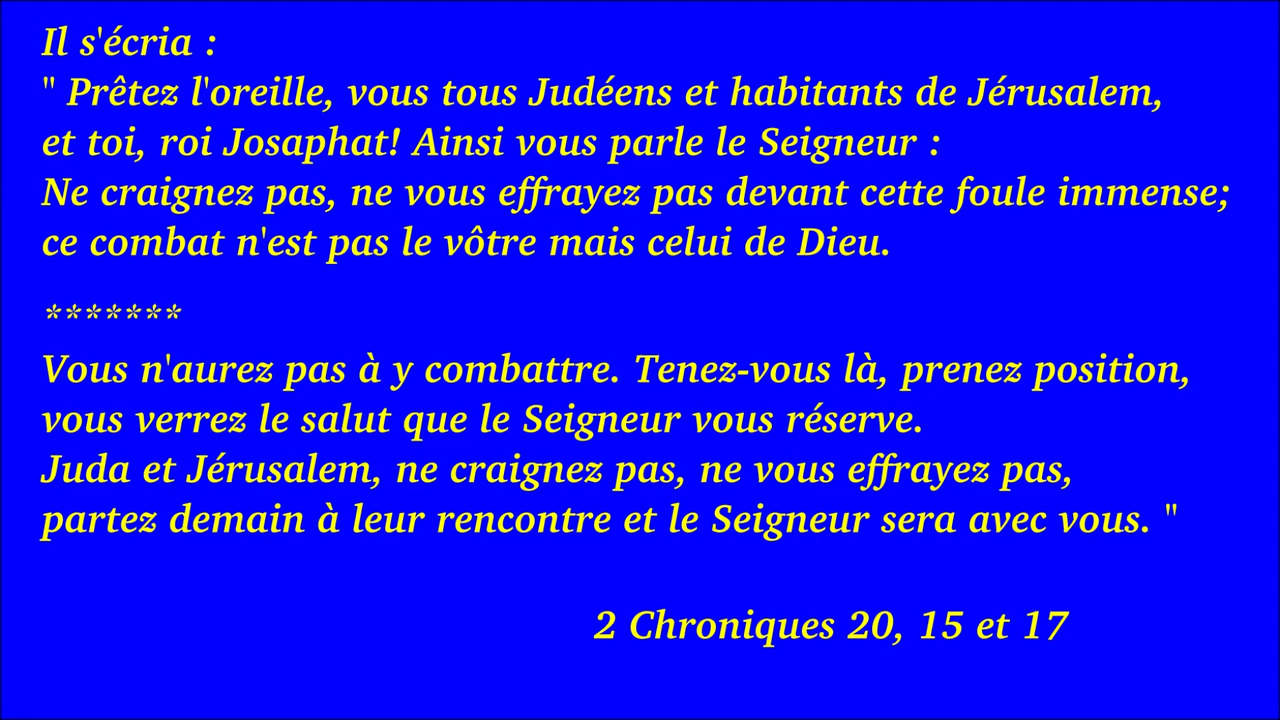 Il s'écria :
" Prêtez l'oreille, vous tous Judéens et habitants de Jérusalem,
et toi, roi Josaphat! Ainsi vous parle le Seigneur :
Ne craignez pas, ne vous effrayez pas devant cette foule immense;
ce combat n'est pas le vôtre mais celui de Dieu.
*******
Vous n'aurez pas à y combattre. Tenez-vous là, prenez position,
vous verrez le salut que le Seigneur vous réserve.
Juda et Jérusalem, ne craignez pas, ne vous effrayez pas,
partez demain à leur rencontre et le Seigneur sera avec vous. "
2 Chroniques 20, 15 et 17